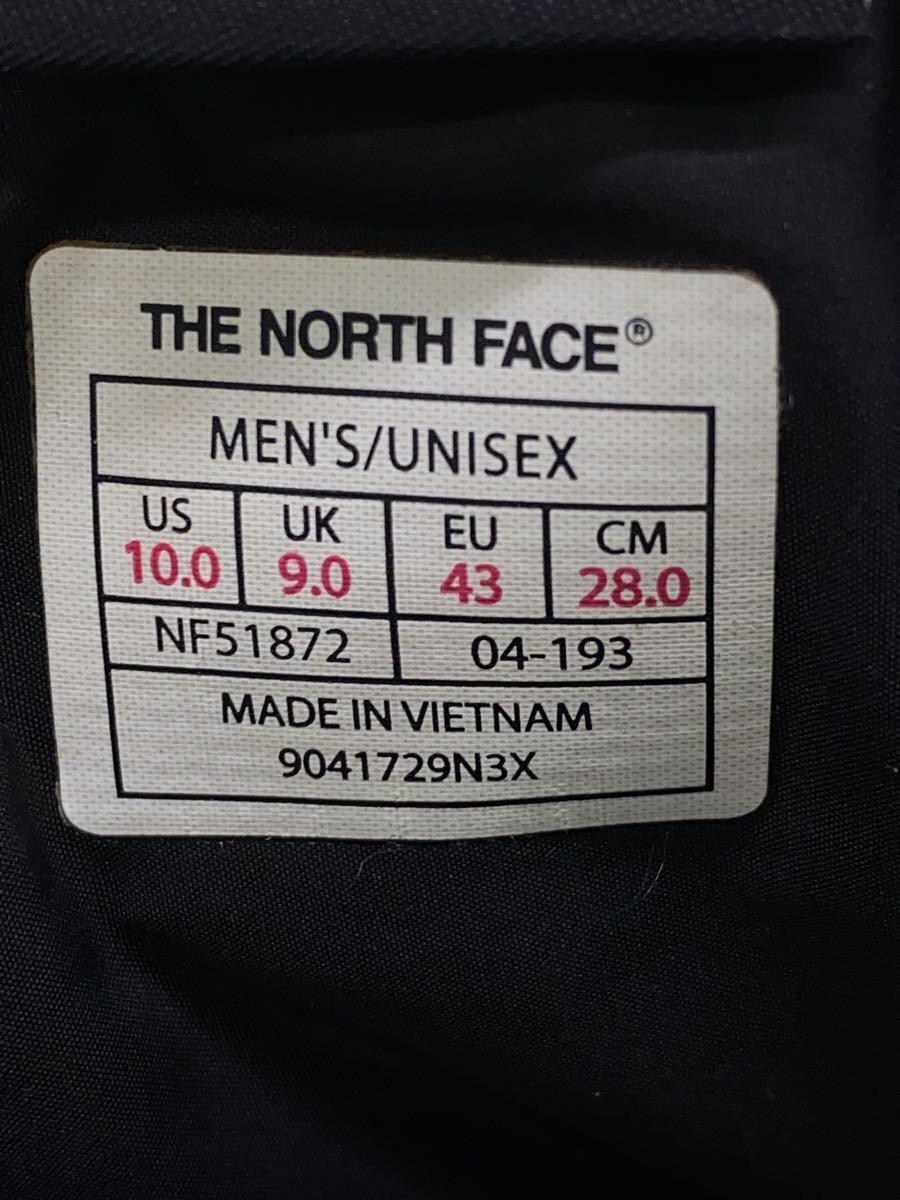 THE NORTH FACE®
MEN'S/UNISEX
US UK EU CM
10.0 9.0 43 28.0
NF51872 04-193
MADE IN VIETNAM
9041729N3X